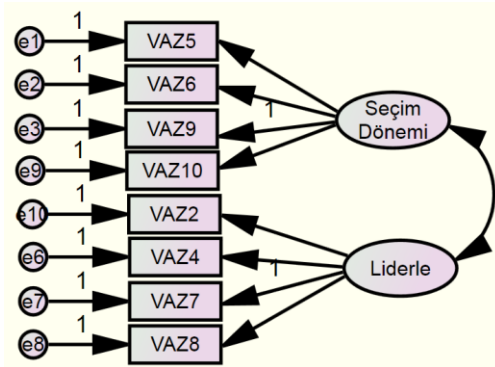 1
e1 VAZ5
1
e2 VAZ6
1
1
e3 VAZ9
Seçim
Dönemi
1
e9 VAZ10
1
e10 VAZ2
1
e6 VAZ4
1
Liderle
1
e7 VAZ7
1
e8 VAZ8